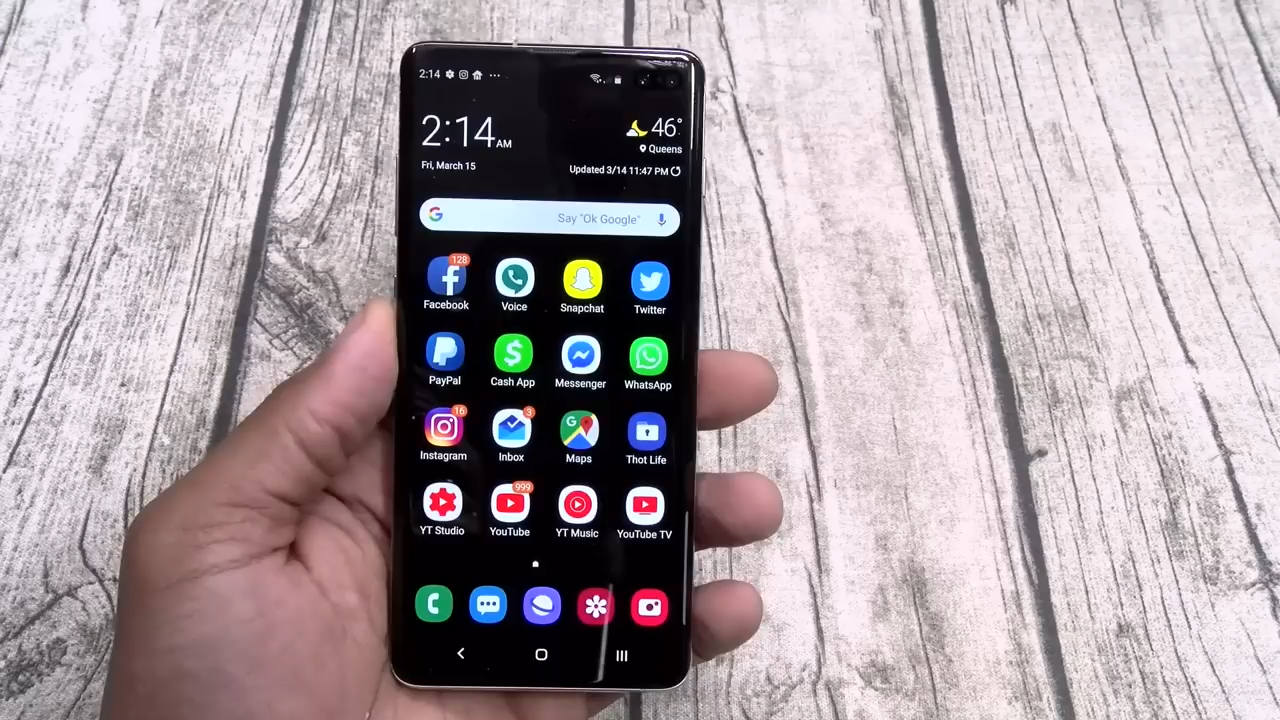 2:14
2:14 AM
46°
Queens
Fri, March 15
Updated 3/14 11:47 PM
G
Say "Ok Google"
128
Facebook
Voice
Snapchat
Twitter
PayPal
Cash App
Messenger
WhatsApp
16
3
G
Instagram
Inbox
Maps
Thot Life
999
YT Studio
YouTube
YT Music
YouTube TV